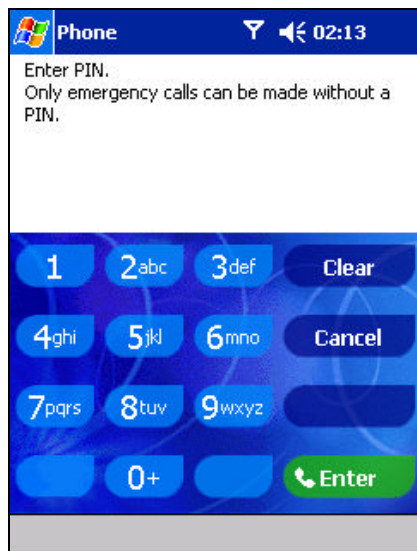 Phone 02:13
Enter PIN.
Only emergency calls can be made without a
PIN.
1 2abc 3def Clear
4ghi 5jkl 6mno Cancel
7pqrs 8tuv 9wxyz
0+ Enter